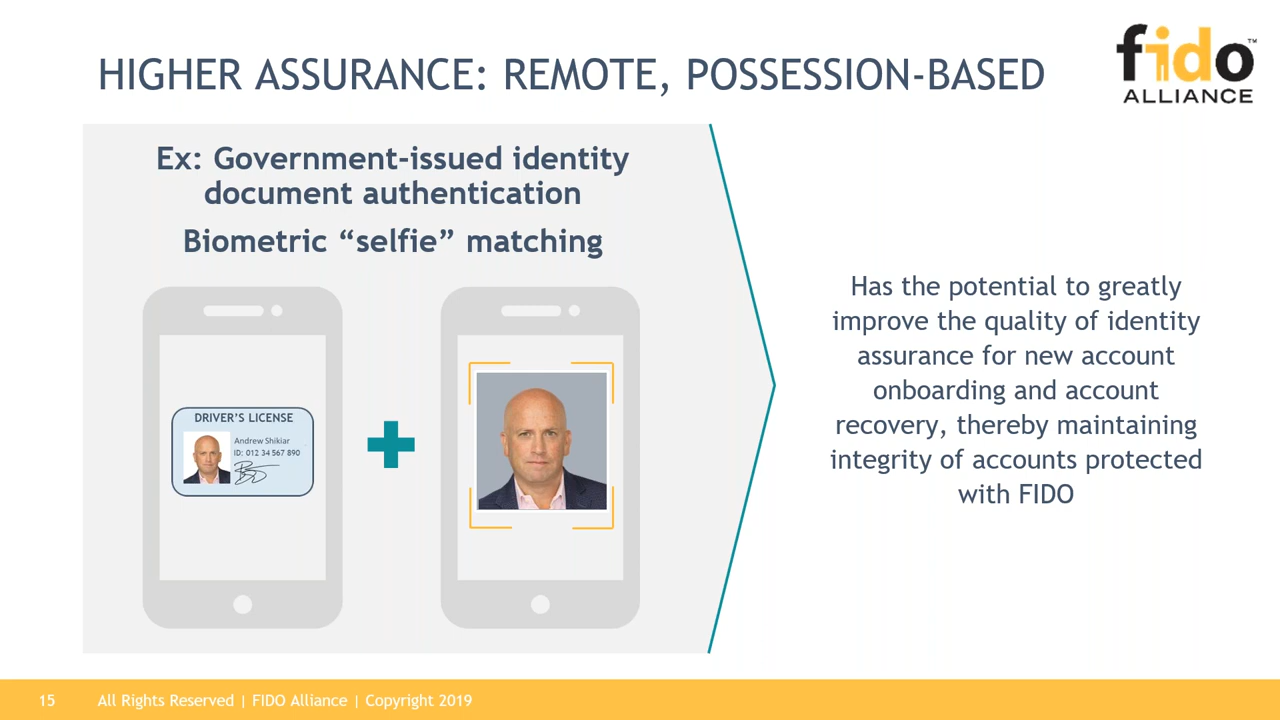 HIGHER ASSURANCE: REMOTE, POSSESSION-BASED
fido™
ALLIANCE
Ex: Government-issued identity
document authentication
Biometric “selfie” matching
DRIVER’S LICENSE
Andrew Shikiar
ID: 012 34 567 890
Has the potential to greatly
improve the quality of identity
assurance for new account
onboarding and account
recovery, thereby maintaining
integrity of accounts protected
with FIDO
15 All Rights Reserved | FIDO Alliance | Copyright 2019